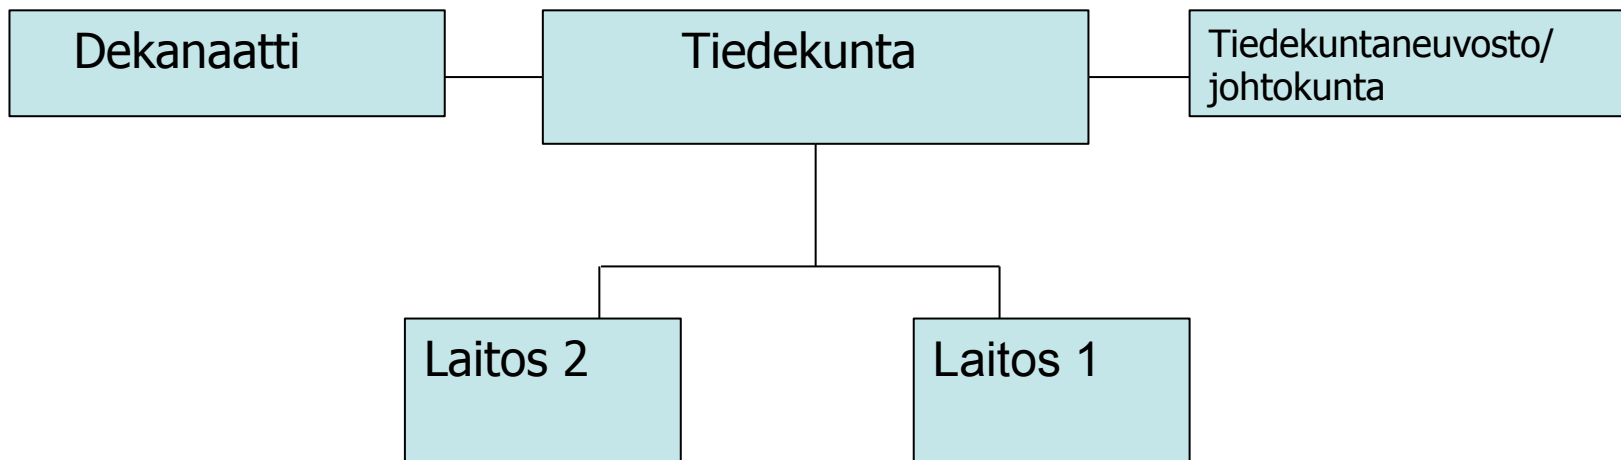 Dekanaatti
Tiedekunta
Tiedekuntaneuvosto/
johtokunta
Laitos 2
Laitos 1